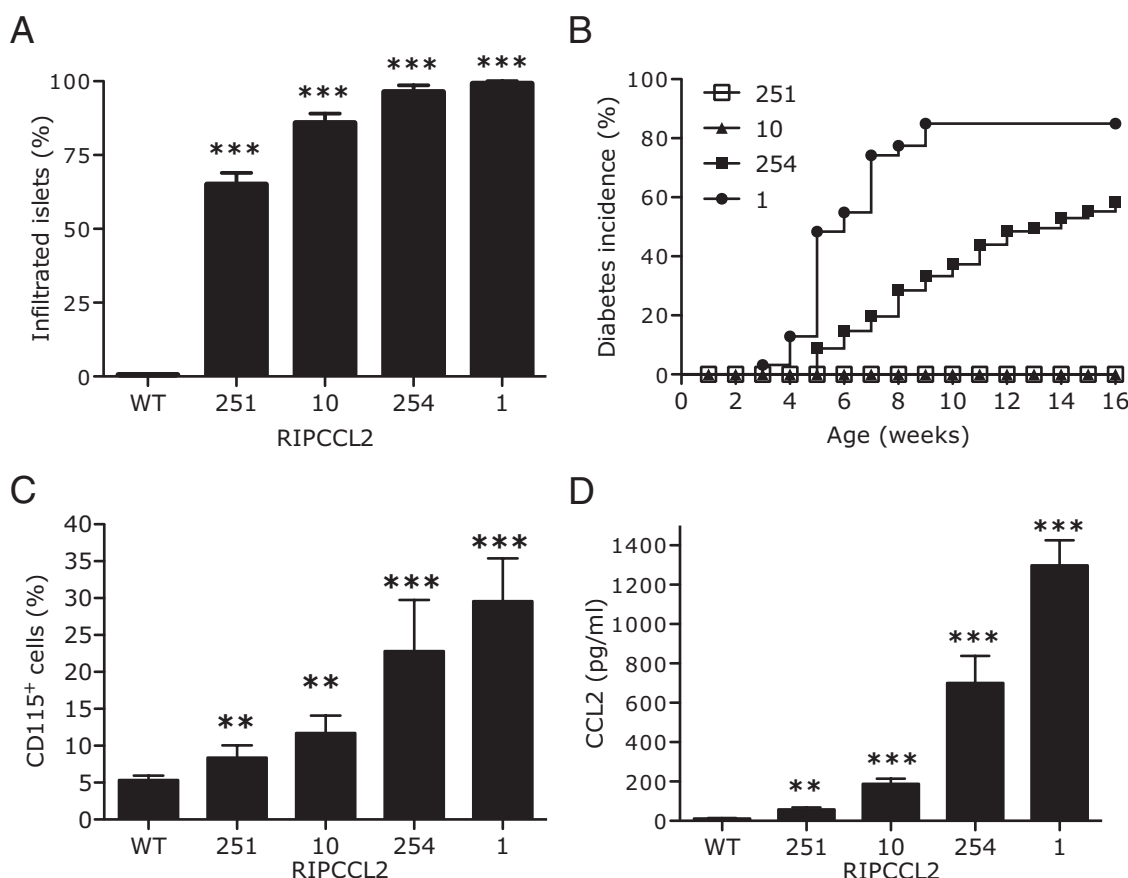 A
Infiltrated islets (%)
100
75
50
25
0
***
***
***
***
WT 251 10 254 1
RIPCCL2
B
Diabetes incidence (%)
100
80
60
40
20
0
251
10
254
1
0 2 4 6 8 10 12 14 16
Age (weeks)
C
CD115+ cells (%)
40
35
30
25
20
15
10
5
0
**
**
***
***
WT 251 10 254 1
RIPCCL2
D
CCL2 (pg/ml)
1400
1200
1000
800
600
400
200
0
**
***
***
***
WT 251 10 254 1
RIPCCL2